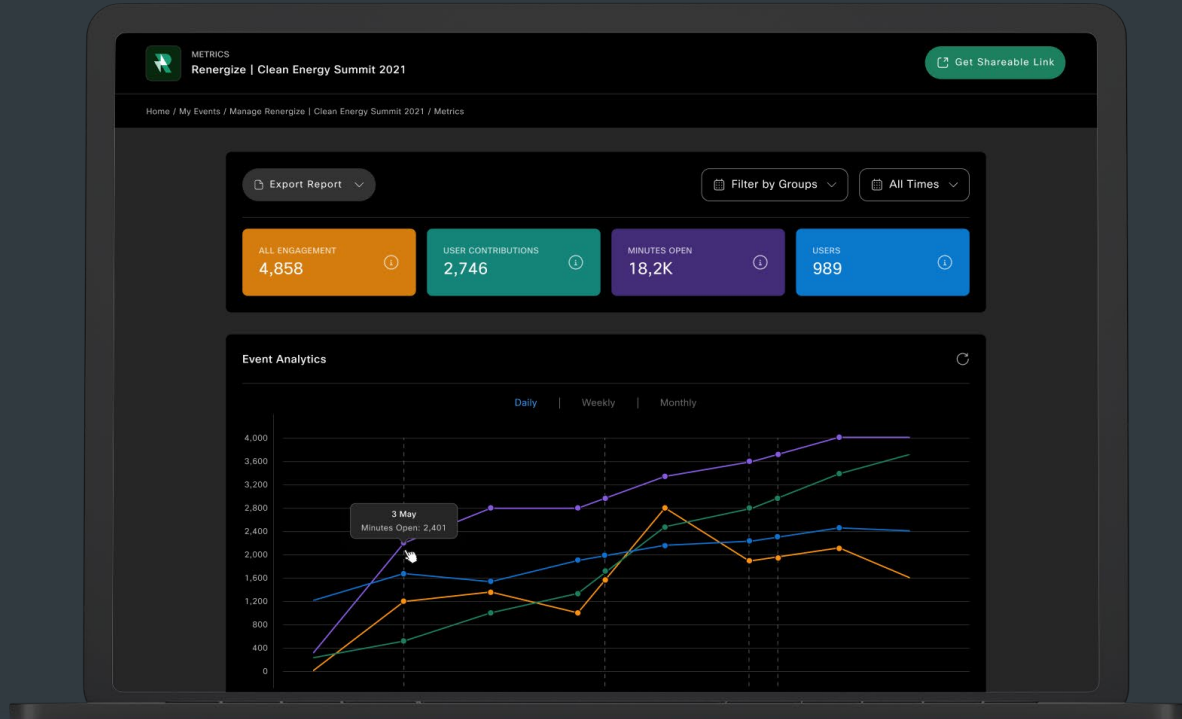 METRICS
Renergize | Clean Energy Summit 2021
Get Shareable Link
Home / My Events / Manage Renergize | Clean Energy Summit 2021 / Metrics
Export Report
Filter by Groups
All Times
ALL ENGAGEMENT
4,858
USER CONTRIBUTIONS
2,746
MINUTES OPEN
18,2K
USERS
989
Event Analytics
Daily | Weekly | Monthly
4,000
3,600
3,200
2,800
2,400
2,000
1,600
1,200
800
400
0
3 May
Minutes Open: 2,401